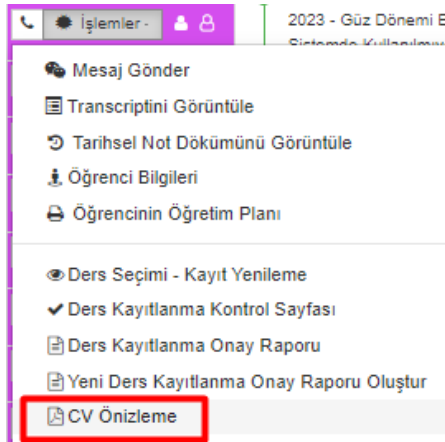 İşlemler -
2023 - Güz Dönemi
Mesaj Gönder
Transcriptini Görüntüle
Tarihsel Not Dökümünü Görüntüle
Öğrenci Bilgileri
Öğrencinin Öğretim Planı
Ders Seçimi - Kayıt Yenileme
Ders Kayıtlanma Kontrol Sayfası
Ders Kayıtlanma Onay Raporu
Yeni Ders Kayıtlanma Onay Raporu Oluştur
CV Önizleme